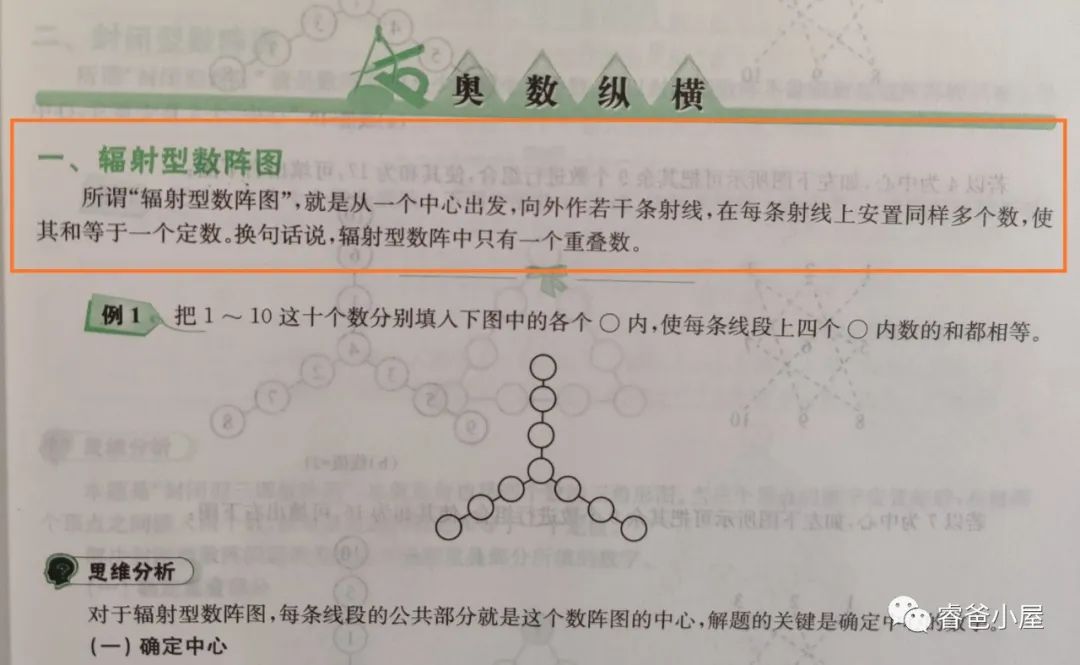 奥数纵横
一、辐射型数阵图
所谓“辐射型数阵图”,就是从一个中心出发,向外作若干条射线,在每条射线上安置同样多个数,使
其和等于一个定数。换句话说,辐射型数阵中只有一个重叠数。
例1 把 1 ～ 10 这十个数分别填入下图中的各个 ○ 内,使每条线段上四个 ○ 内数的和都相等。
思维分析
对于辐射型数阵图,每条线段的公共部分就是这个数阵图的中心,解题的关键是确定中
(一) 确定中心
睿爸小屋